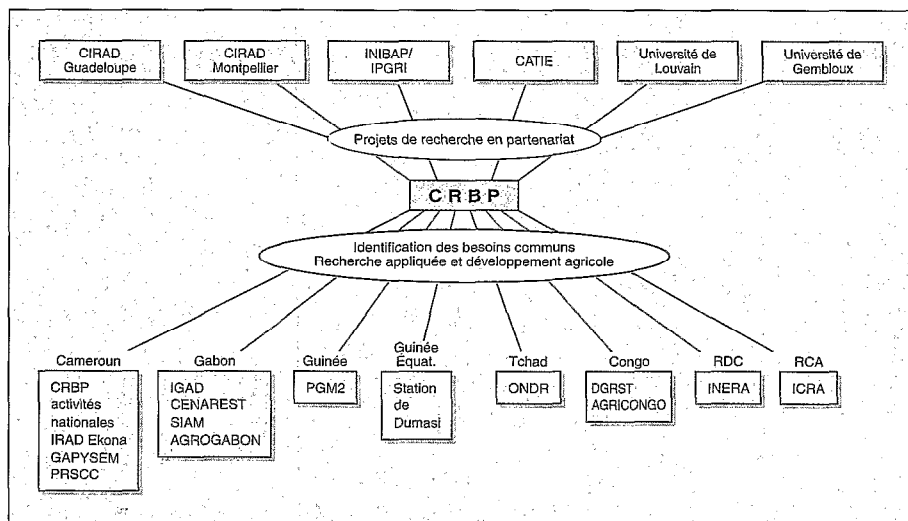 CIRAD
Guadeloupe
CIRAD
Montpellier
INIBAP/
IPGRI
CATIE
Université de
Louvain
Université de
Gembloux
Projets de recherche en partenariat
CRBP
Identification des besoins communs
Recherche appliquée et développement agricole
Cameroun
CRBP
activités
nationales
IRAD Ekona
GAPYSEM
PRSCC
Gabon
IGAD
CENAREST
SIAM
AGROGABON
Guinée
PGM2
Guinée
Équat.
Station
de
Dumasi
Tchad
ONDR
Congo
DGRST
AGRICONGO
RDC
INERA
RCA
ICRA